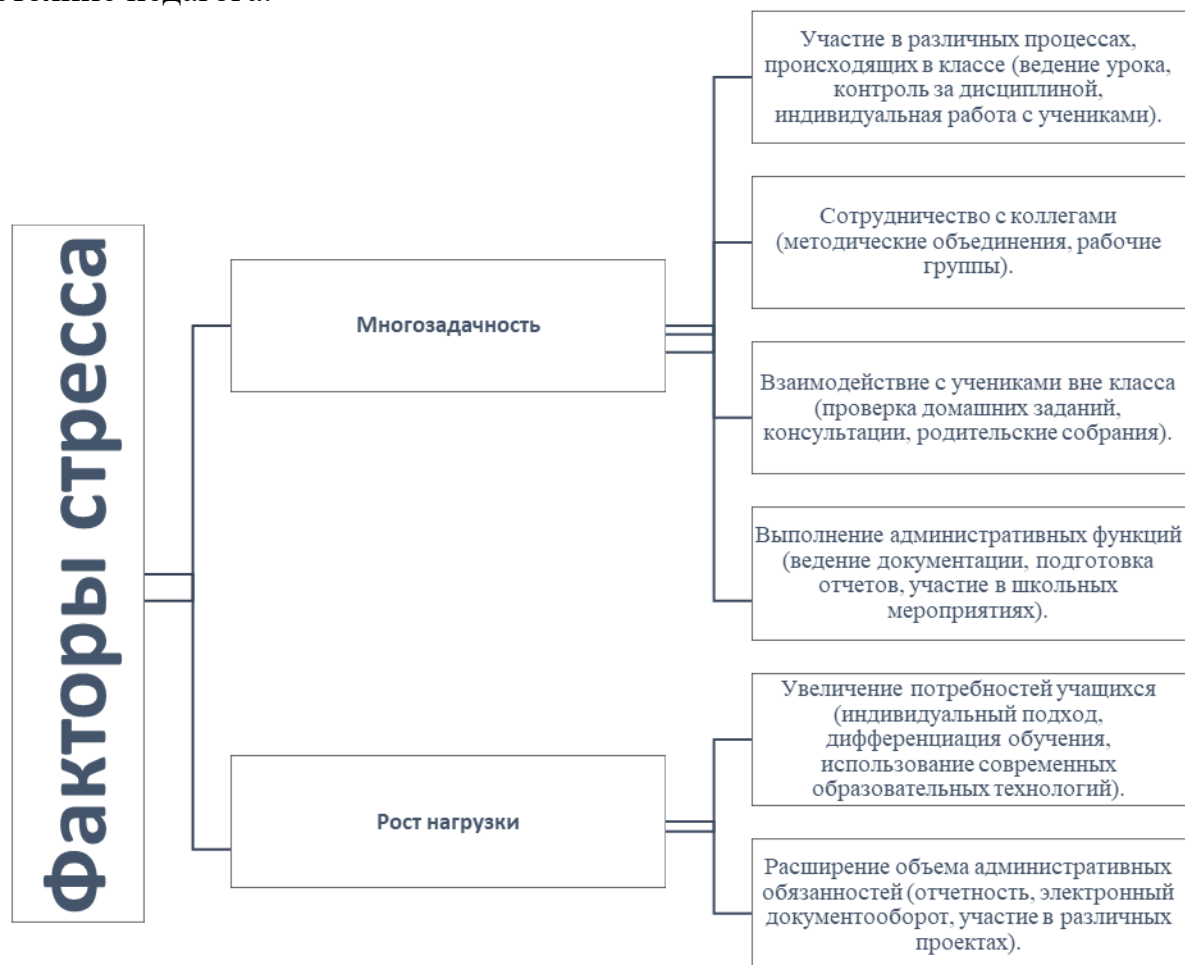 Факторы стресса
Многозадачность
Участие в различных процессах,
происходящих в классе (ведение урока,
контроль за дисциплиной,
индивидуальная работа с учениками).
Сотрудничество с коллегами
(методические объединения, рабочие
группы).
Взаимодействие с учениками вне класса
(проверка домашних заданий,
консультации, родительские собрания).
Выполнение административных функций
(ведение документации, подготовка
отчетов, участие в школьных
мероприятиях).
Рост нагрузки
Увеличение потребностей учащихся
(индивидуальный подход,
дифференциация обучения,
использование современных
образовательных технологий).
Расширение объема административных
обязанностей (отчетность, электронный
документооборот, участие в различных
проектах).